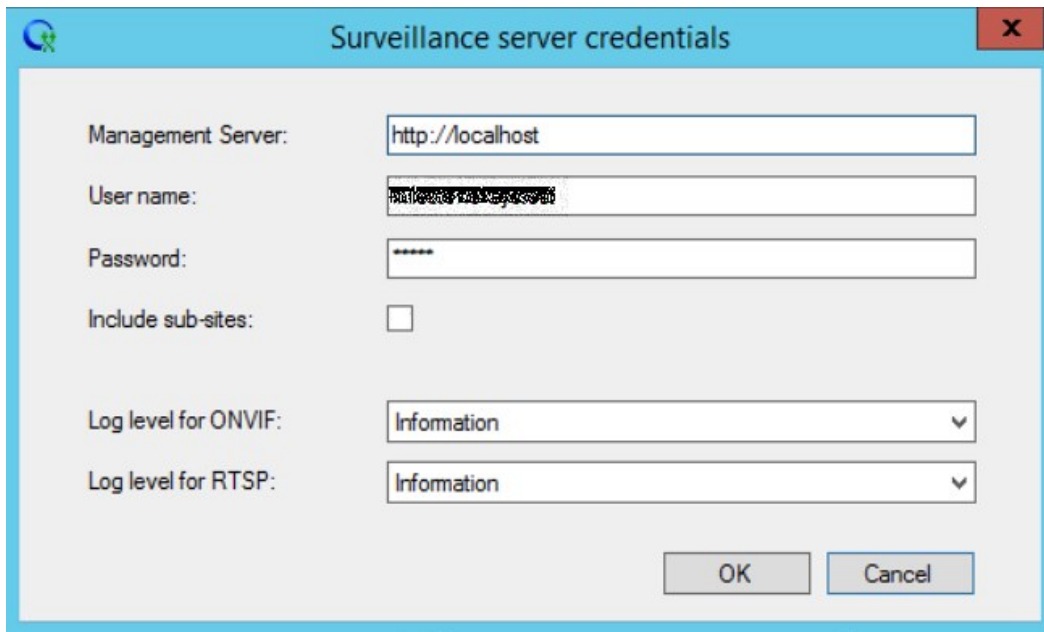 Surveillance server credentials
x
Management Server: http://localhost
User name:
Password: *****
Include sub-sites:
Log level for ONVIF: Information
Log level for RTSP: Information
OK Cancel